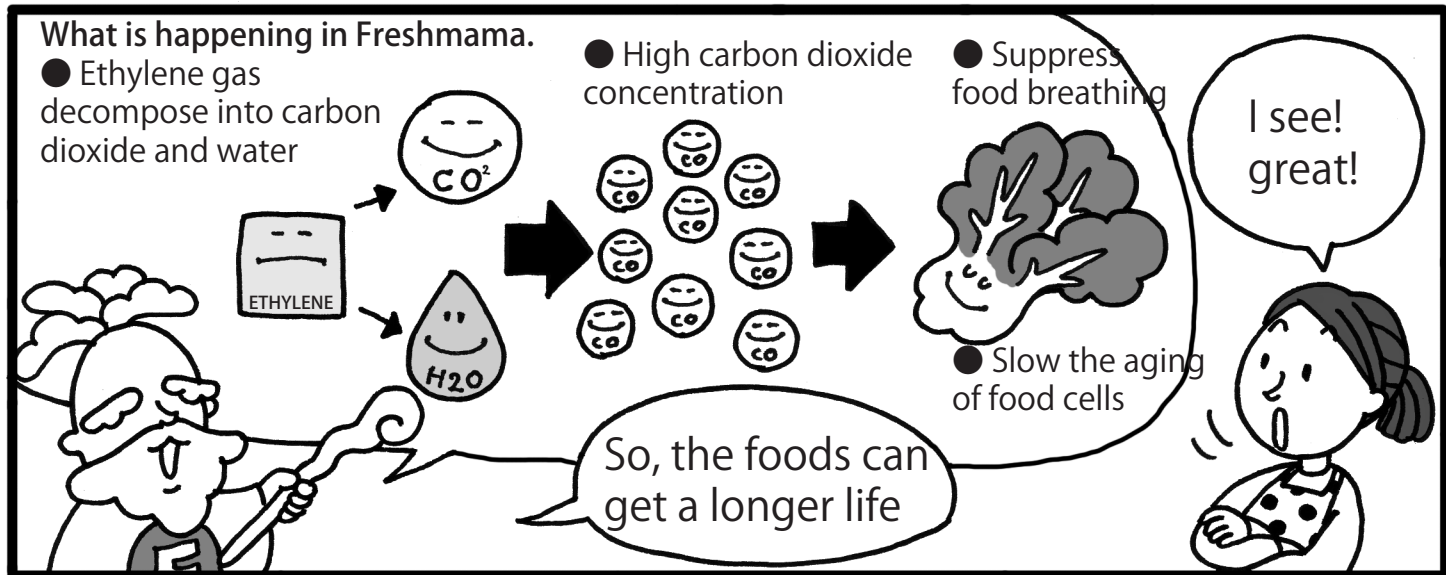 What is happening in Freshmama.
● Ethylene gas
decompose into carbon
dioxide and water
ETHYLENE
CO²
H2O
● High carbon dioxide
concentration
CO
CO
CO
CO
CO
CO
CO
CO
CO
● Suppress
food breathing
● Slow the aging
of food cells
So, the foods can
get a longer life
I see!
great!
F